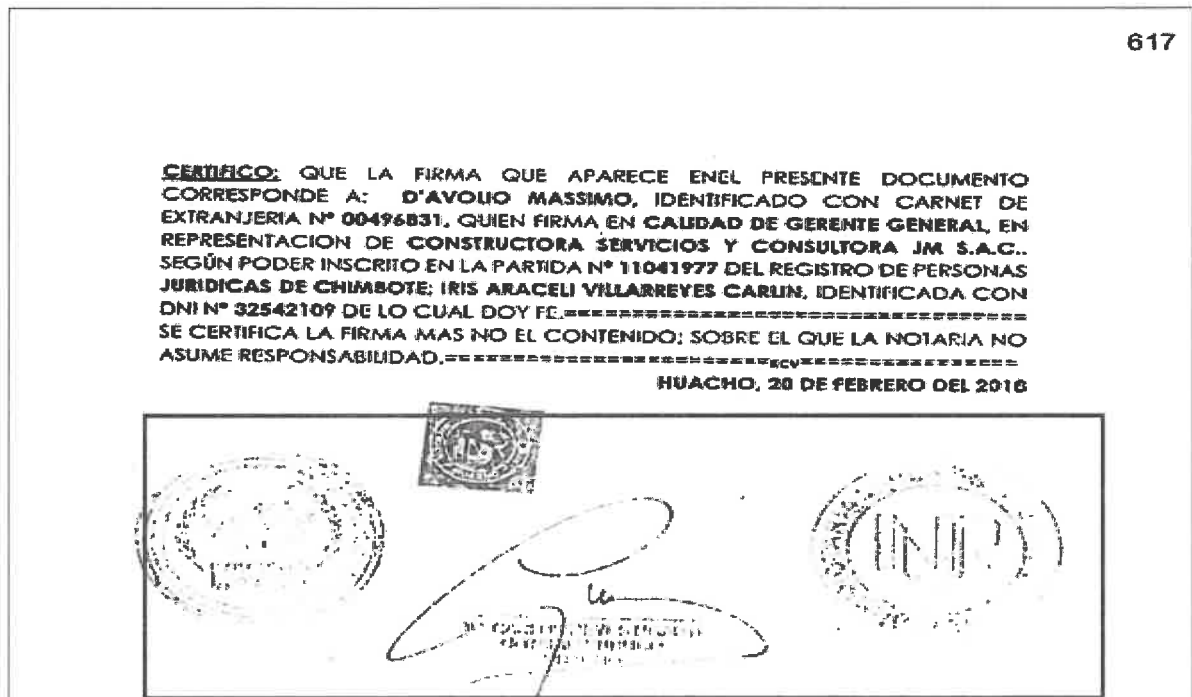 617
CERTIFICO: QUE LA FIRMA QUE APARECE ENEL PRESENTE DOCUMENTO
CORRESPONDE A: D'AVOLIO MASSIMO, IDENTIFICADO CON CARNET DE
EXTRANJERIA Nº 00496831, QUIEN FIRMA EN CALIDAD DE GERENTE GENERAL, EN
REPRESENTACION DE CONSTRUCTORA SERVICIOS Y CONSULTORA JM S.A.C..
SEGÚN PODER INSCRITO EN LA PARTIDA Nº 11041977 DEL REGISTRO DE PERSONAS
JURIDICAS DE CHIMBOTE; IRIS ARACELI VILLARREYES CARLIN, IDENTIFICADA CON
DNI Nº 32542109 DE LO CUAL DOY FE.==================================
SE CERTIFICA LA FIRMA MAS NO EL CONTENIDO; SOBRE EL QUE LA NOTARIA NO
ASUME RESPONSABILIDAD.========================ECV=================
HUACHO, 20 DE FEBRERO DEL 2018